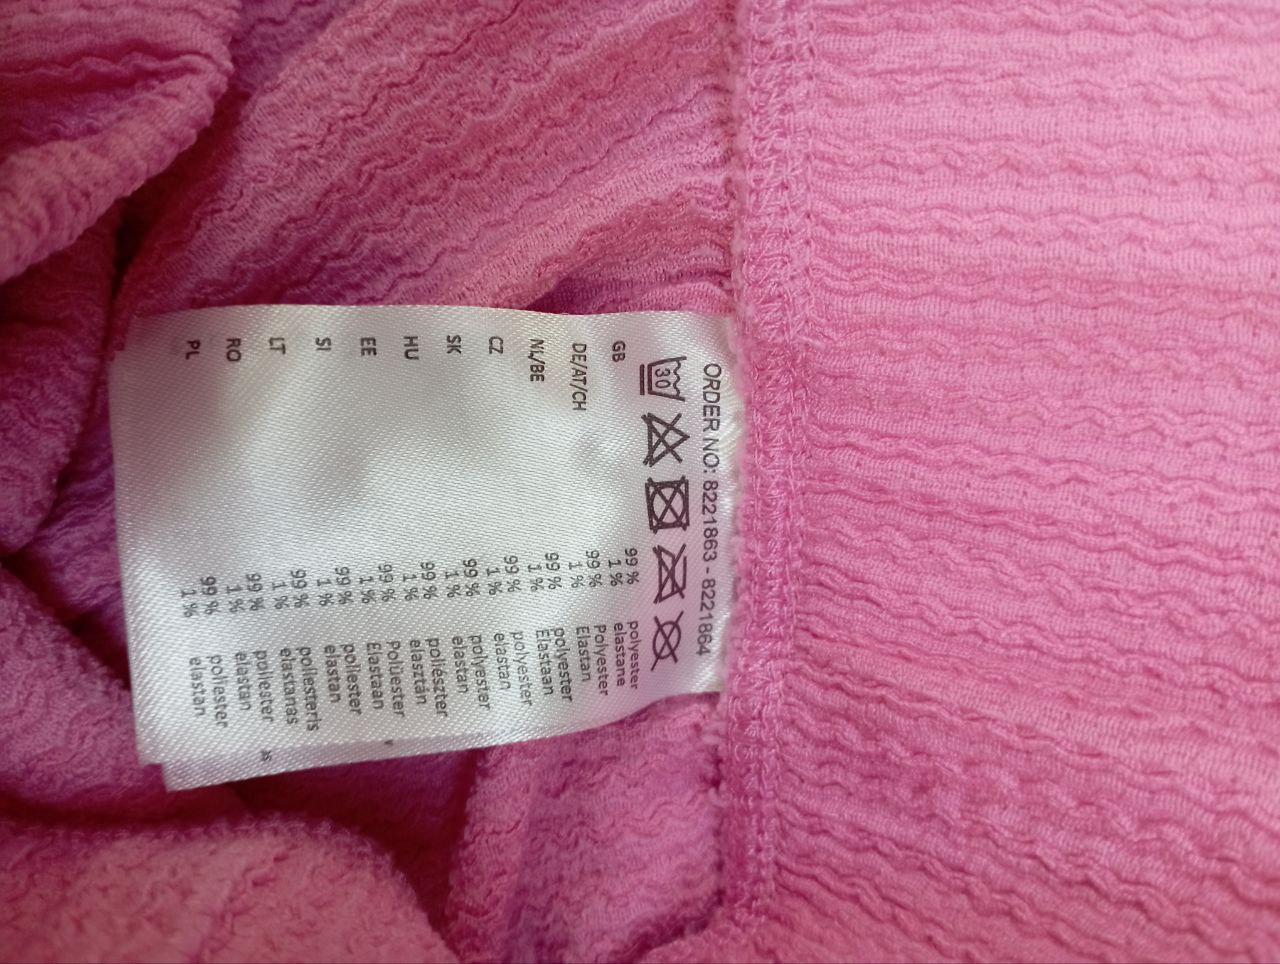 ORDER NO: 8221863 - 8221864
30
GB 99 % polyester
1 % elastane
DE/AT/CH 99 % Polyester
1 % Elastan
NL/BE 99 % polyester
1 % Elastaan
CZ 99 % polyester
1 % elastan
SK 99 % polyester
1 % elastan
HU 99 % poliészter
1 % elasztán
EE 99 % Polüester
1 % Elastaan
SI 99 % poliester
1 % elastan
LT 99 % poliesteris
1 % elastanas
RO 99 % poliester
1 % elastan
PL 99 % poliester
1 % elastan